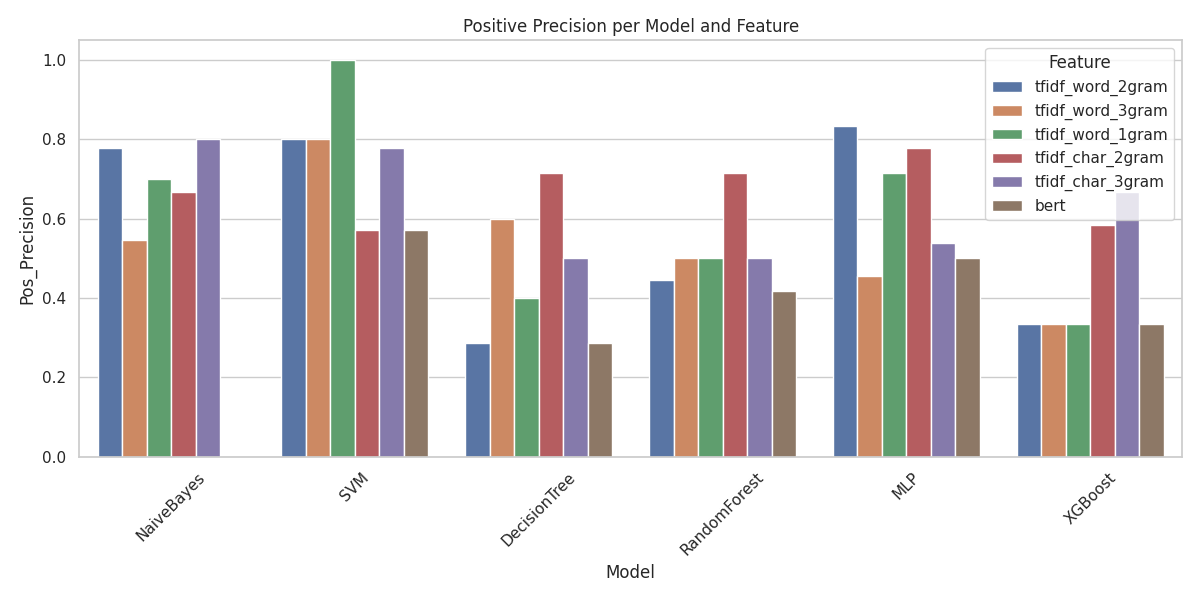 Positive Precision per Model and Feature
Pos_Precision
1.0
0.8
0.6
0.4
0.2
0.0
Feature
tfidf_word_2gram
tfidf_word_3gram
tfidf_word_1gram
tfidf_char_2gram
tfidf_char_3gram
bert
NaiveBayes
SVM
DecisionTree
RandomForest
MLP
XGBoost
Model